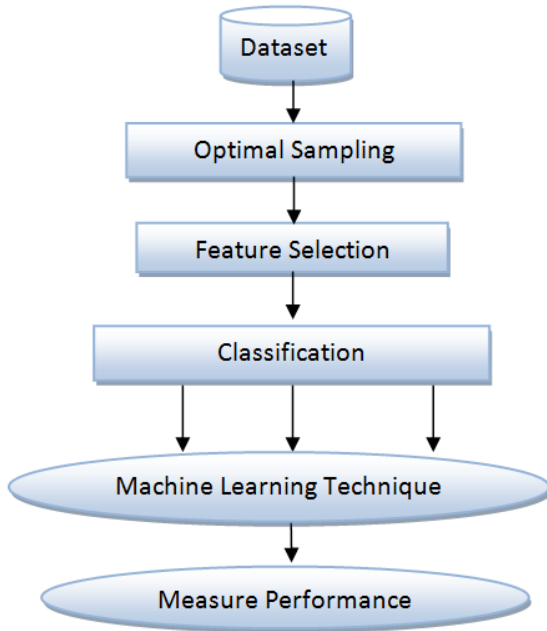 Dataset
Optimal Sampling
Feature Selection
Classification
Machine Learning Technique
Measure Performance